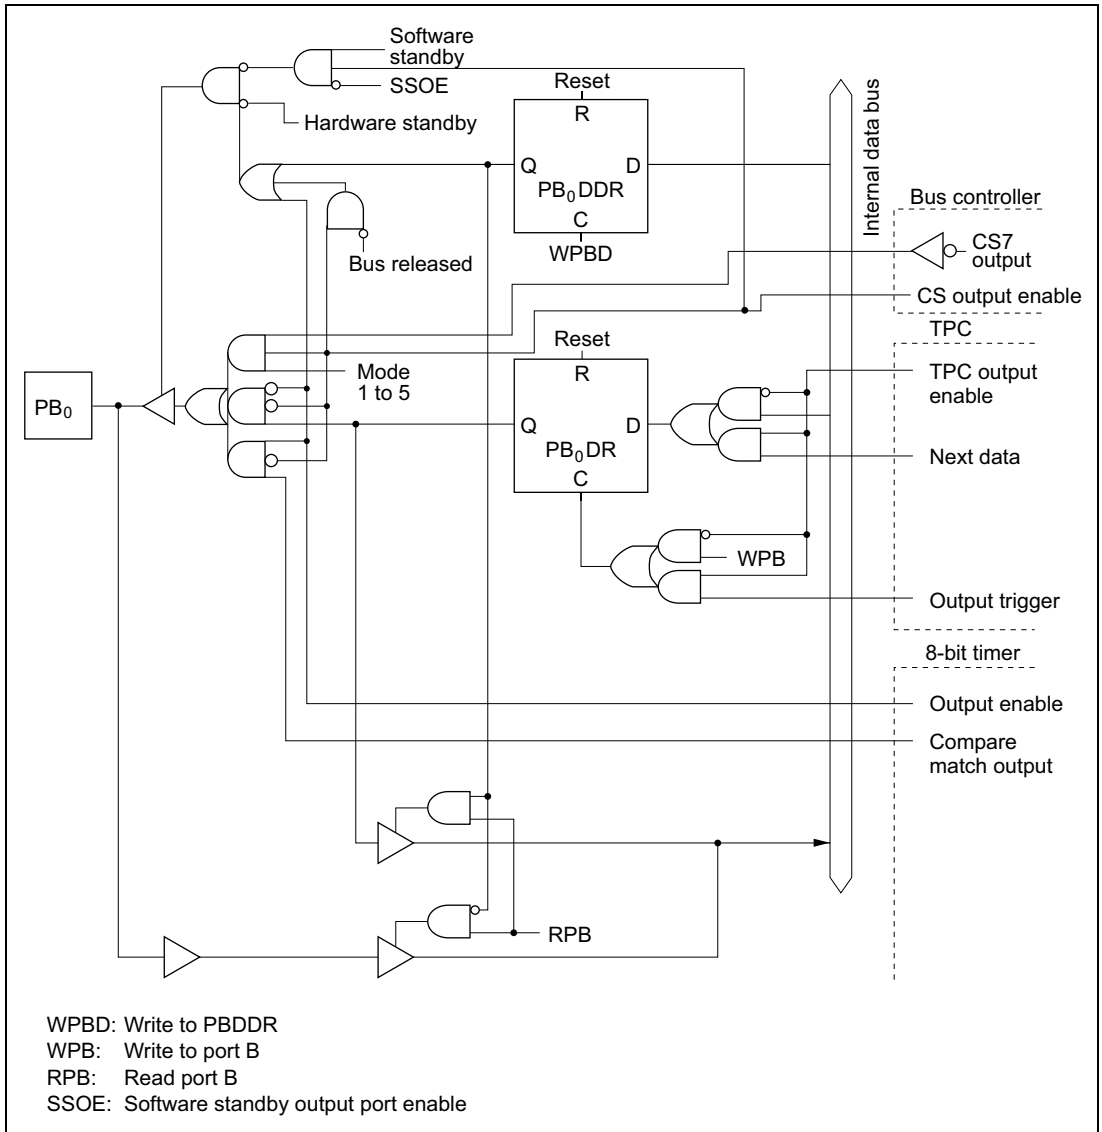 Software
standby
SSOE
Hardware standby
Reset
R
Q
D
PB0DDR
C
WPBD
Bus released
Internal data bus
Bus controller
CS7
output
CS output enable
TPC
Mode
1 to 5
Reset
R
Q
D
PB0DR
C
PB0
TPC output
enable
Next data
WPB
Output trigger
8-bit timer
Output enable
Compare
match output
RPB
WPBD: Write to PBDDR
WPB: Write to port B
RPB: Read port B
SSOE: Software standby output port enable